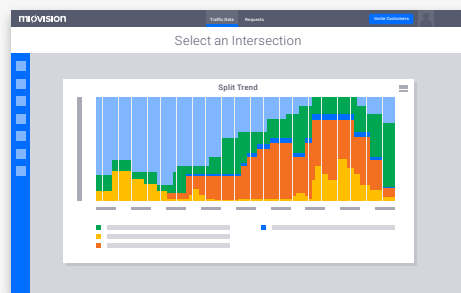 miovision
Traffic Data
Requests
Invite Customers
Select an Intersection
Split Trend